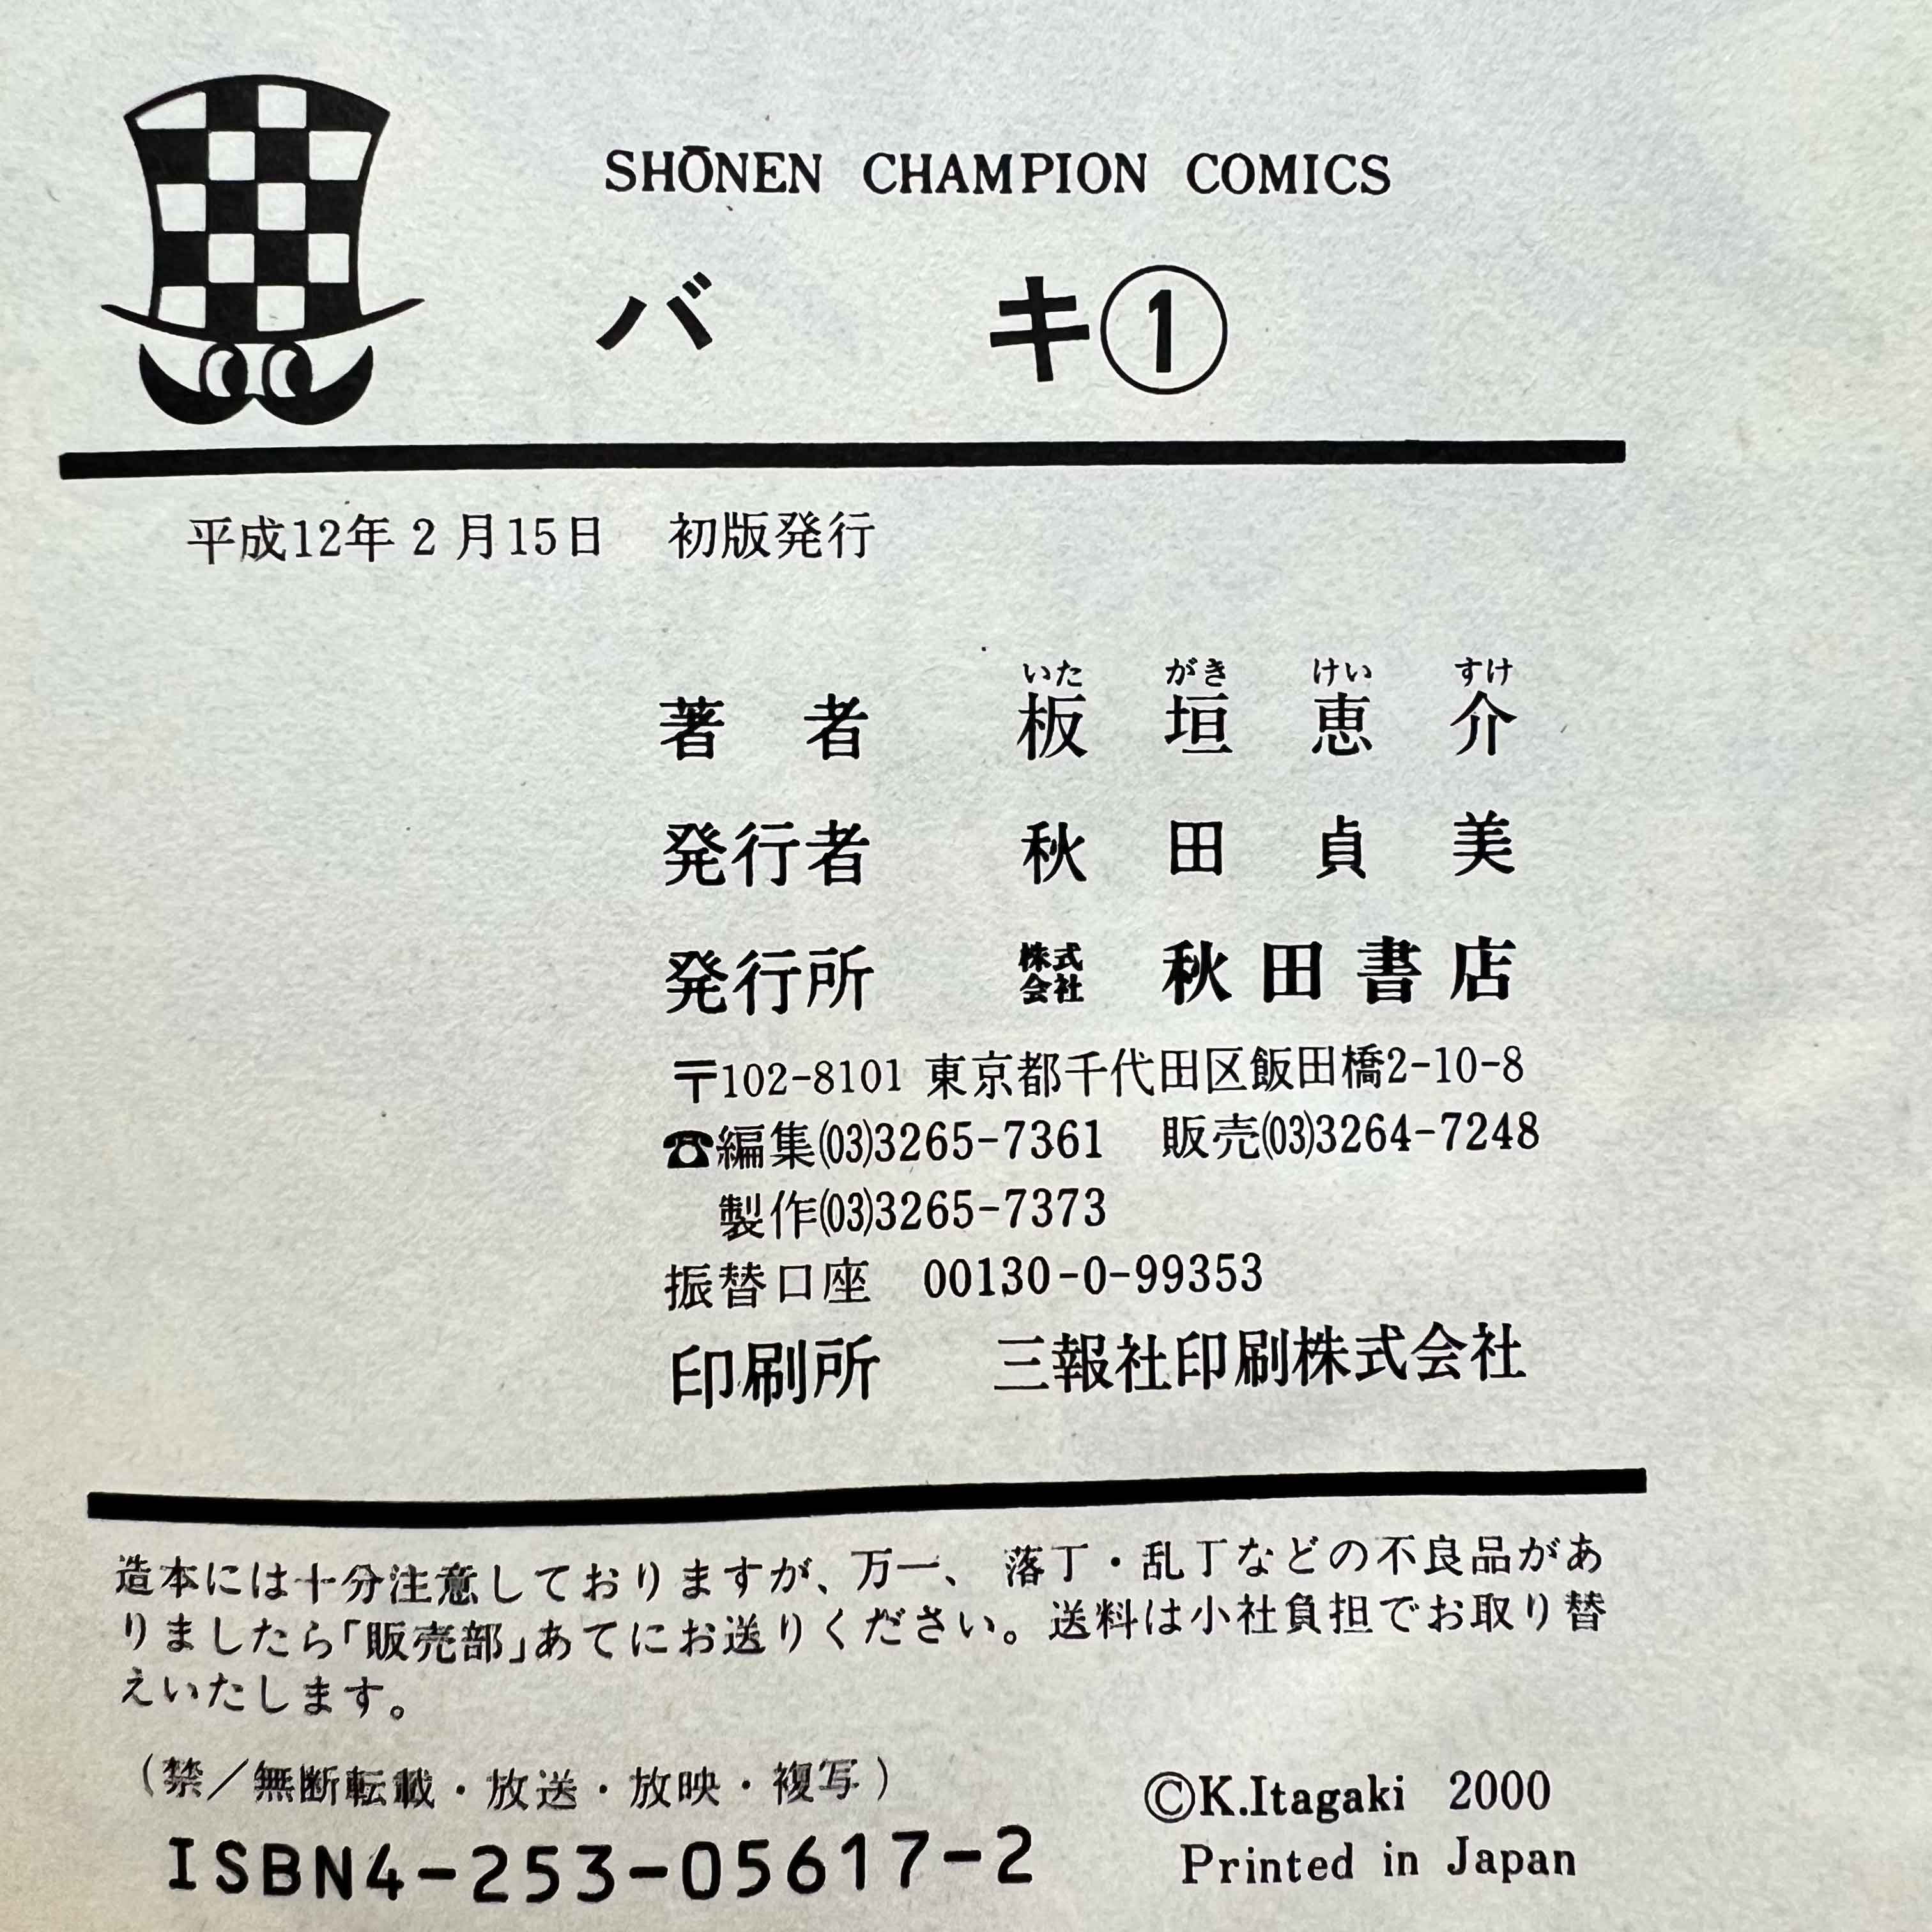 SHŌNEN CHAMPION COMICS
バキ①
平成12年2月15日 初版発行
いた がき けい すけ
著者 板垣恵介
発行者 秋田貞美
発行所 株式会社 秋田書店
〒102-8101 東京都千代田区飯田橋2-10-8
☎編集(03)3265-7361 販売(03)3264-7248
製作(03)3265-7373
振替口座 00130-0-99353
印刷所 三報社印刷株式会社
造本には十分注意しておりますが、万一、落丁・乱丁などの不良品があ
りましたら「販売部」あてにお送りください。送料は小社負担でお取り替
えいたします。
(禁／無断転載・放送・放映・複写)
©K.Itagaki 2000
ISBN4-253-05617-2
Printed in Japan